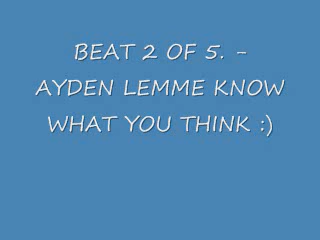 BEAT 2 OF 5. -
AYDEN LEMME KNOW
WHAT YOU THINK :)